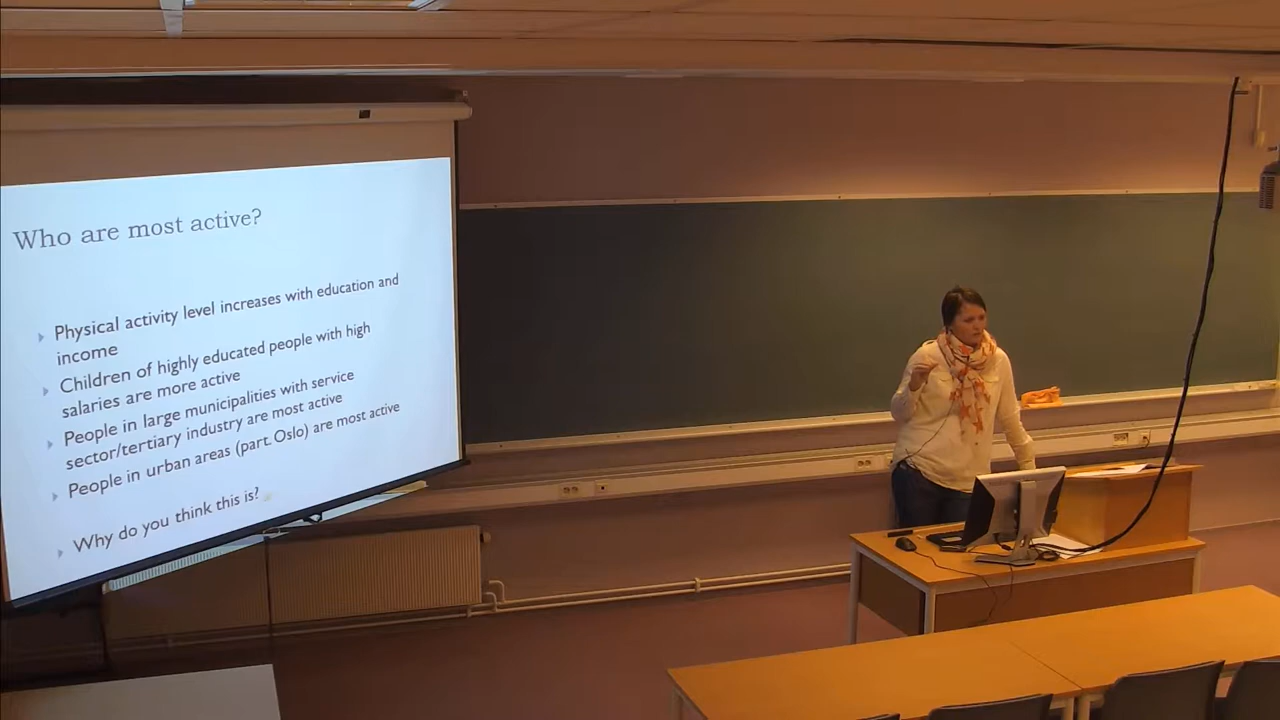 Who are most active?
Physical activity level increases with education and
income
Children of highly educated people with high
salaries are more active
People in large municipalities with service
sector/tertiary industry are most active
People in urban areas (part. Oslo) are most active
Why do you think this is?